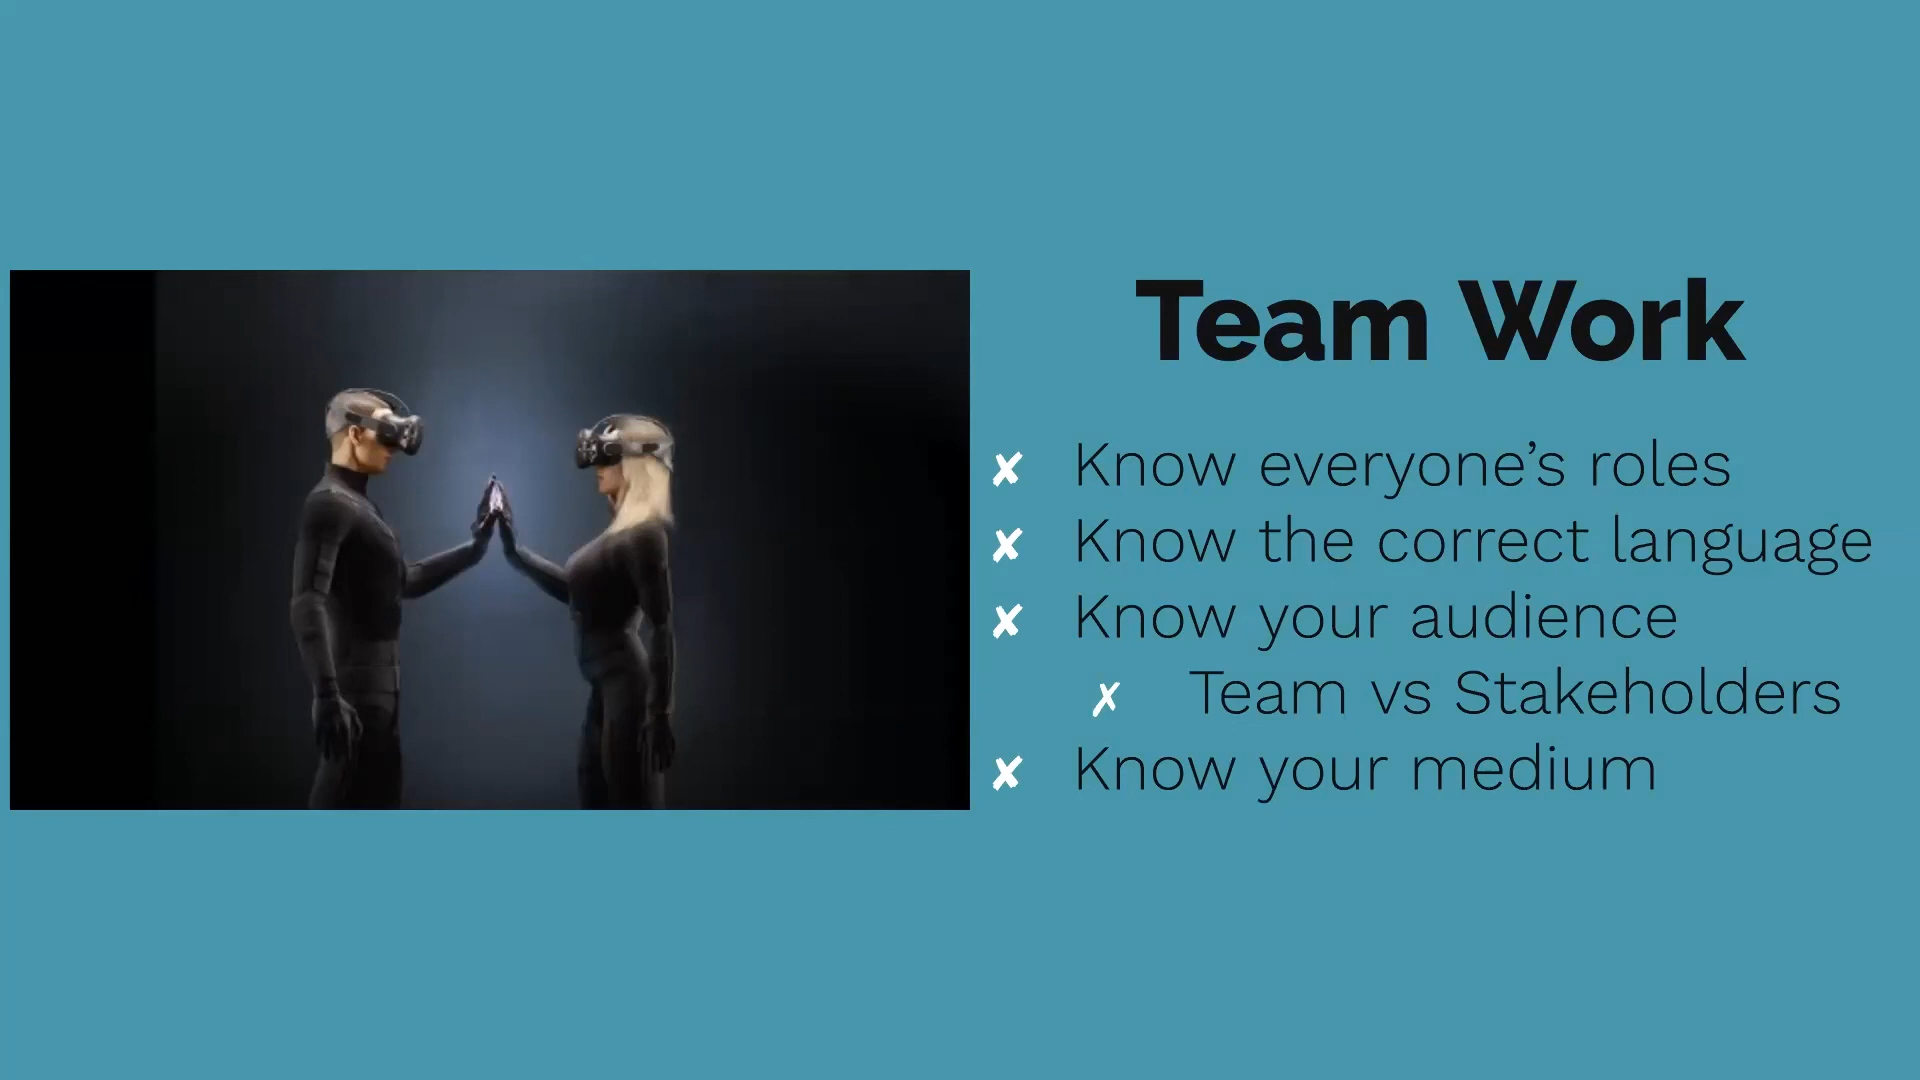 Team Work
✘ Know everyone’s roles
✘ Know the correct language
✘ Know your audience
✗ Team vs Stakeholders
✘ Know your medium